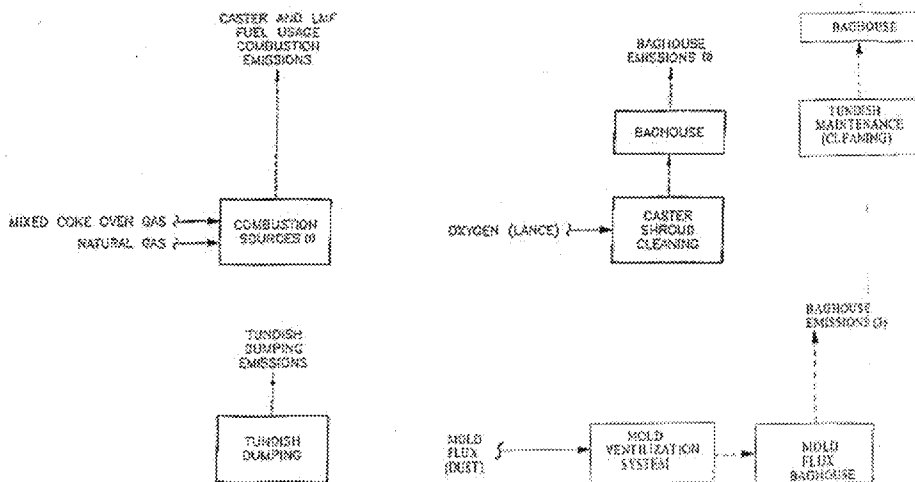 CASTER AND LMF
FUEL USAGE
COMBUSTION
EMISSIONS
MIXED COKE OVEN GAS
NATURAL GAS
COMBUSTION
SOURCES
TUNDISH
DUMPING
EMISSIONS
TUNDISH
DUMPING
BAGHOUSE
EMISSIONS
BAGHOUSE
OXYGEN (LANCE)
CASTER
SHROUD
CLEANING
BAGHOUSE
TUNDISH
MAINTENANCE
(CLEANING)
BAGHOUSE
EMISSIONS (3)
MOLD
FLUX
(DUST)
MOLD
VENTILIZATION
SYSTEM
MOLD
FLUX
BAGHOUSE